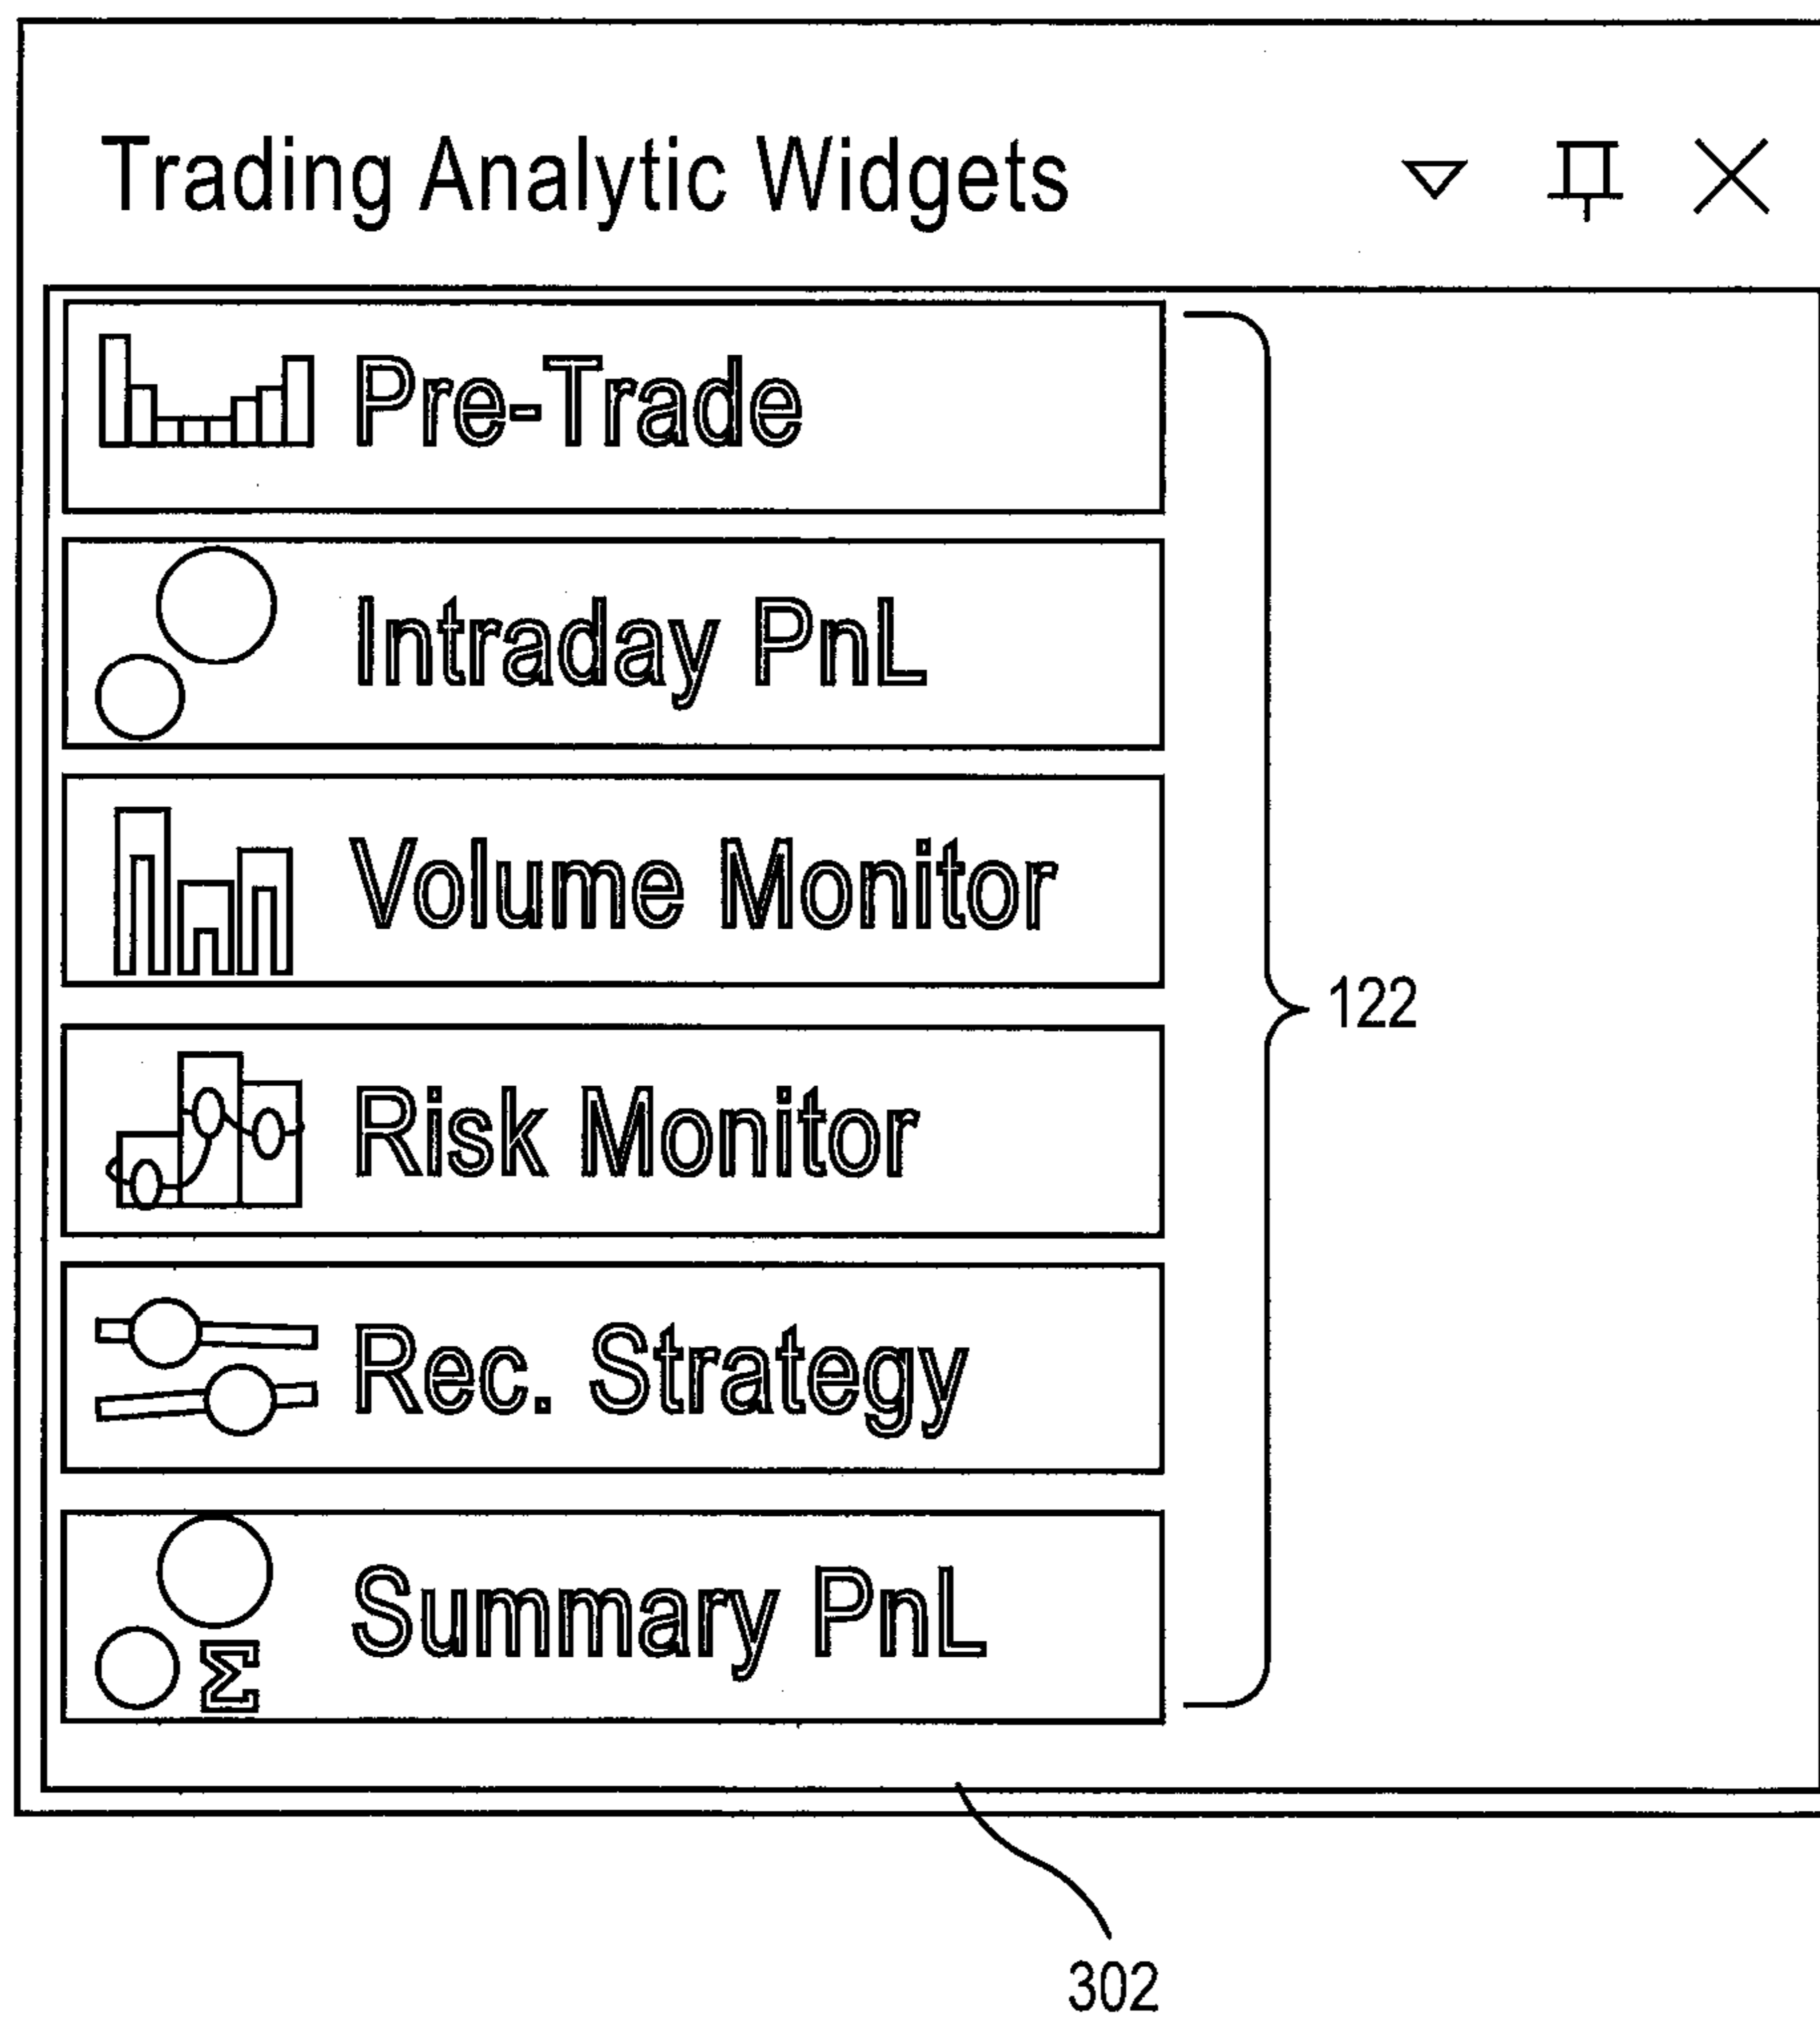 Trading Analytic Widgets
Pre-Trade
Intraday PnL
Volume Monitor
122
Risk Monitor
Rec. Strategy
Summary PnL
Σ
302